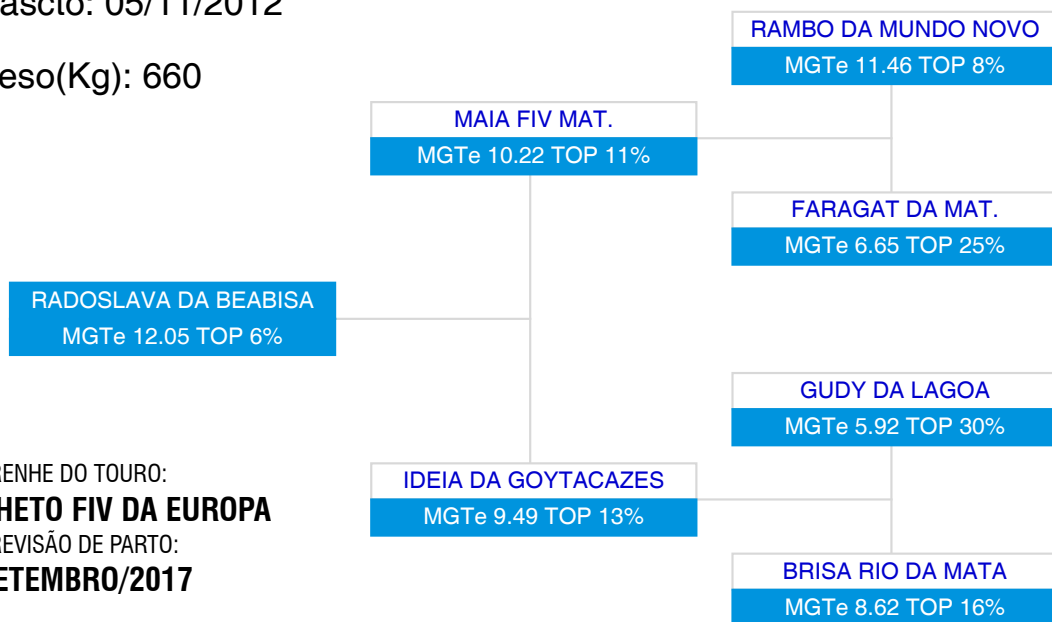 05/11/2012
660
RAMBO DA MUNDO NOVO
MGTe 11.46 TOP 8%
MAIA FIV MAT.
MGTe 10.22 TOP 11%
FARAGAT DA MAT.
MGTe 6.65 TOP 25%
RADOSLAVA DA BEABISA
MGTe 12.05 TOP 6%
GUDY DA LAGOA
MGTe 5.92 TOP 30%
IDEIA DA GOYTACAZES
MGTe 9.49 TOP 13%
BRISA RIO DA MATA
MGTe 8.62 TOP 16%
DO TOURO:
FIV DA EUROPA
DE PARTO: